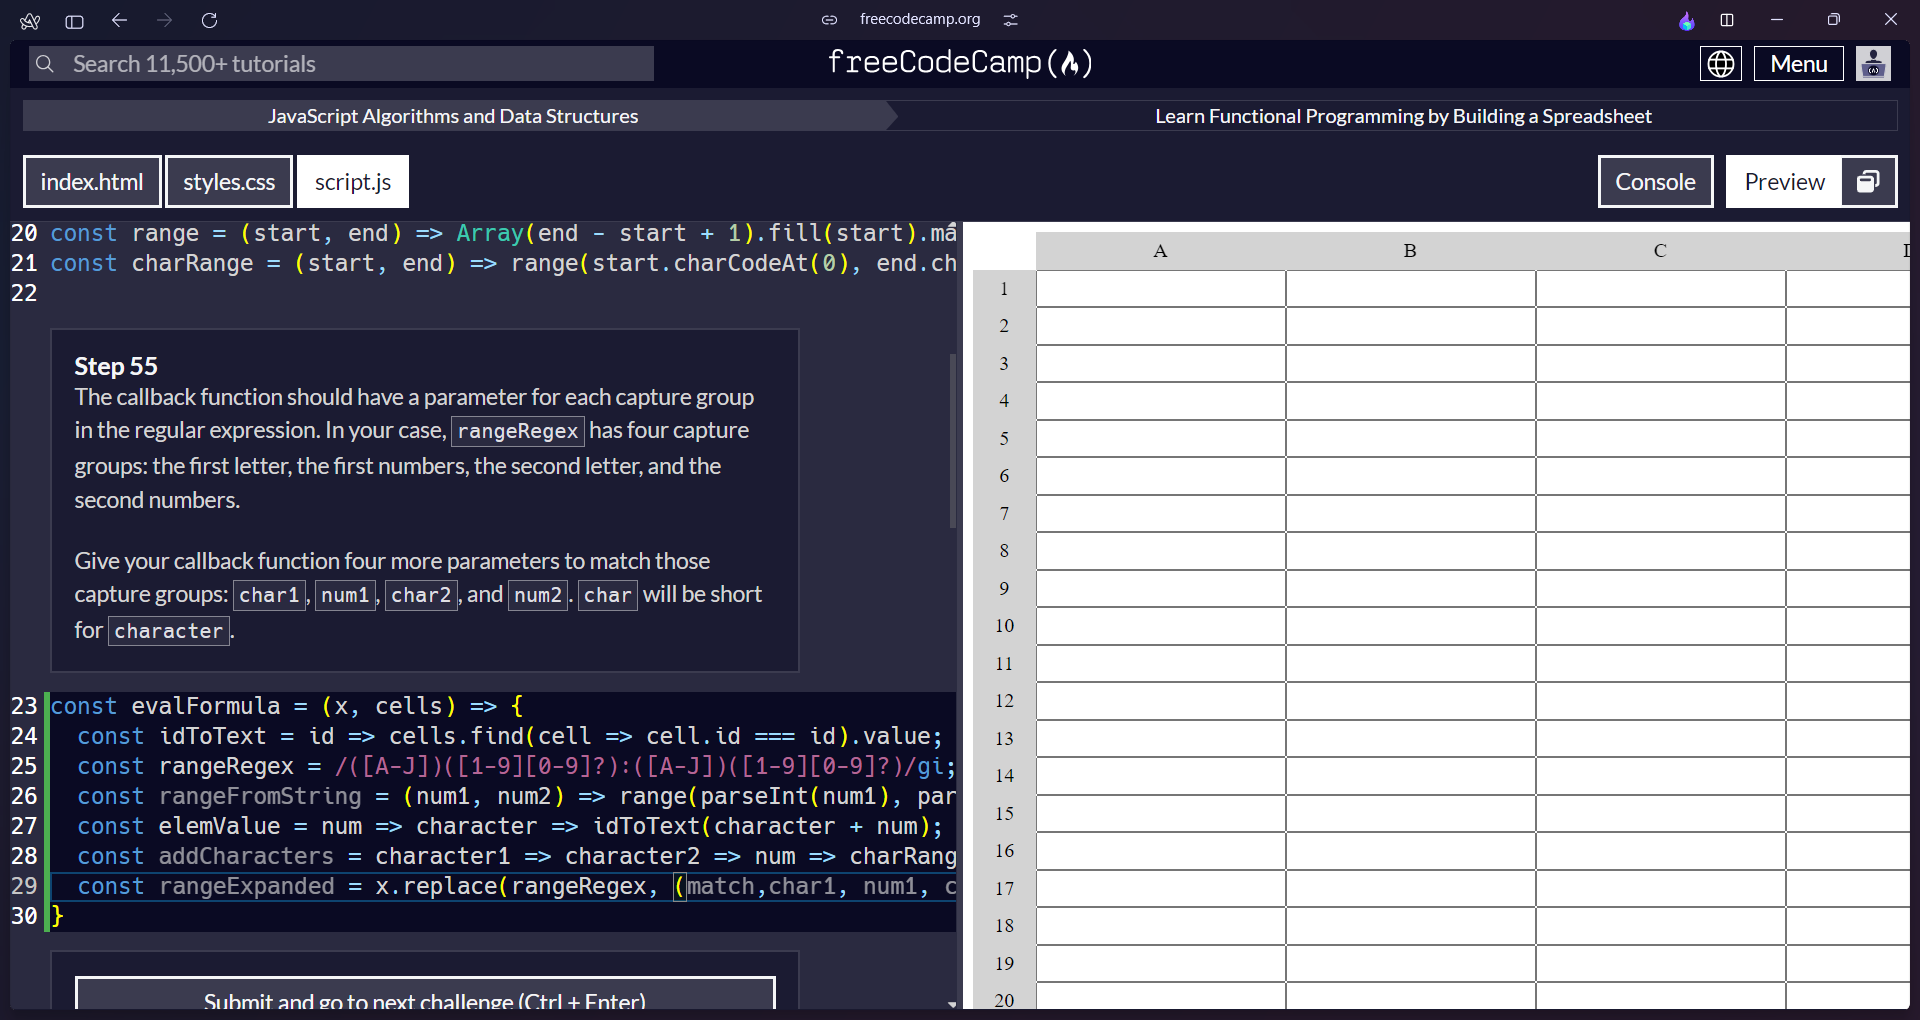 freecodecamp.org
Search 11,500+ tutorials
freeCodeCamp(🔥)
Menu
JavaScript Algorithms and Data Structures
Learn Functional Programming by Building a Spreadsheet
index.html
styles.css
script.js
Console
Preview
20 const range = (start, end) => Array(end - start + 1).fill(start).ma
21 const charRange = (start, end) => range(start.charCodeAt(0), end.ch
22
Step 55
The callback function should have a parameter for each capture group
in the regular expression. In your case, rangeRegex has four capture
groups: the first letter, the first numbers, the second letter, and the
second numbers.
Give your callback function four more parameters to match those
capture groups: char1, num1, char2, and num2. char will be short
for character.
23 const evalFormula = (x, cells) => {
24 const idToText = id => cells.find(cell => cell.id === id).value;
25 const rangeRegex = /([A-J])([1-9][0-9]?):([A-J])([1-9][0-9]?)/gi;
26 const rangeFromString = (num1, num2) => range(parseInt(num1), par
27 const elemValue = num => character => idToText(character + num);
28 const addCharacters = character1 => character2 => num => charRang
29 const rangeExpanded = x.replace(rangeRegex, (match,char1, num1, c
30 }
Submit and go to next challenge (Ctrl + Enter)
A B C
1
2
3
4
5
6
7
8
9
10
11
12
13
14
15
16
17
18
19
20